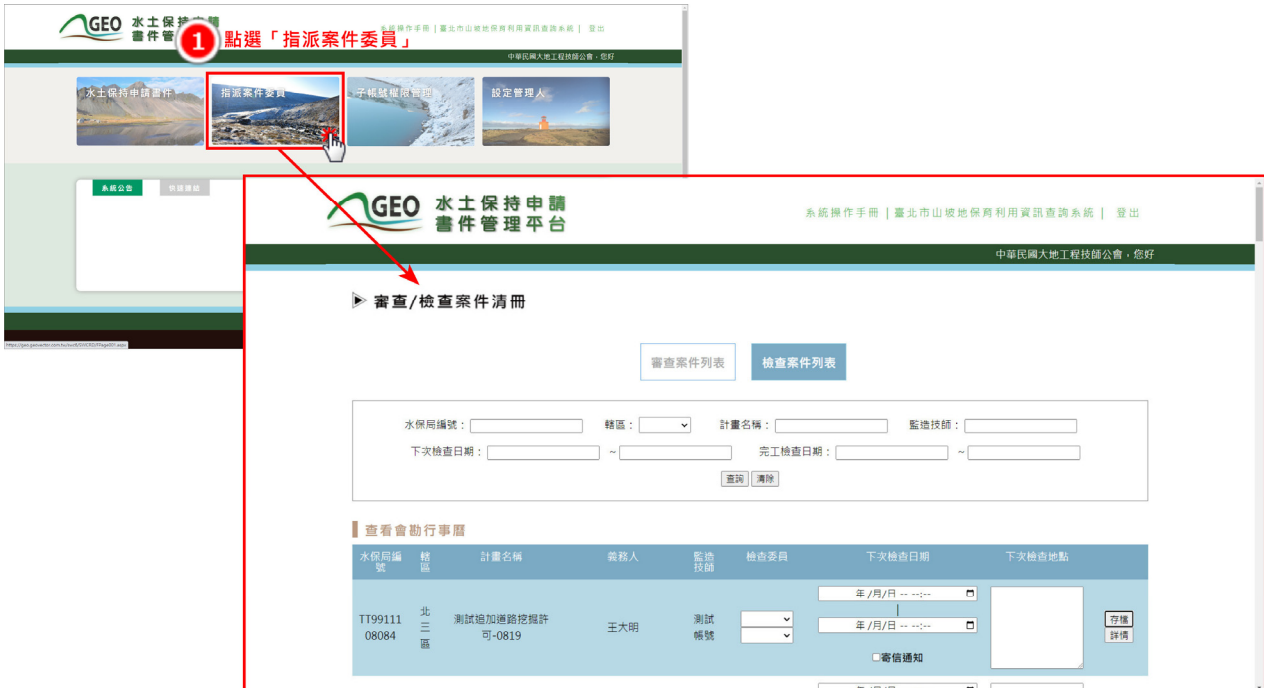 GEO 水土保持申請
書件管
系統操作手冊 | 臺北市山坡地保育利用資訊查詢系統 | 登出
1 點選「指派案件委員」
中華民國大地工程技師公會，您好
水土保持申請書件
指派案件委員
子帳號權限管理
設定管理人
系統公告
快速連結
GEO 水土保持申請
書件管理平台
系統操作手冊 | 臺北市山坡地保育利用資訊查詢系統 | 登出
中華民國大地工程技師公會，您好
審查/檢查案件清冊
審查案件列表
檢查案件列表
水保局編號： 轄區： 計畫名稱： 監造技師：
下次檢查日期： ~ 完工檢查日期： ~
查詢 清除
查看會勘行事曆
水保局編號 轄區 計畫名稱 義務人 監造技師 檢查委員 下次檢查日期 下次檢查地點
TT9911108084 北三區 測試追加道路挖掘許可-0819 王大明 測試帳號
年/月/日 -- --:--
|
年/月/日 -- --:--
寄信通知
存檔
詳情
年/月/日 -- --:--